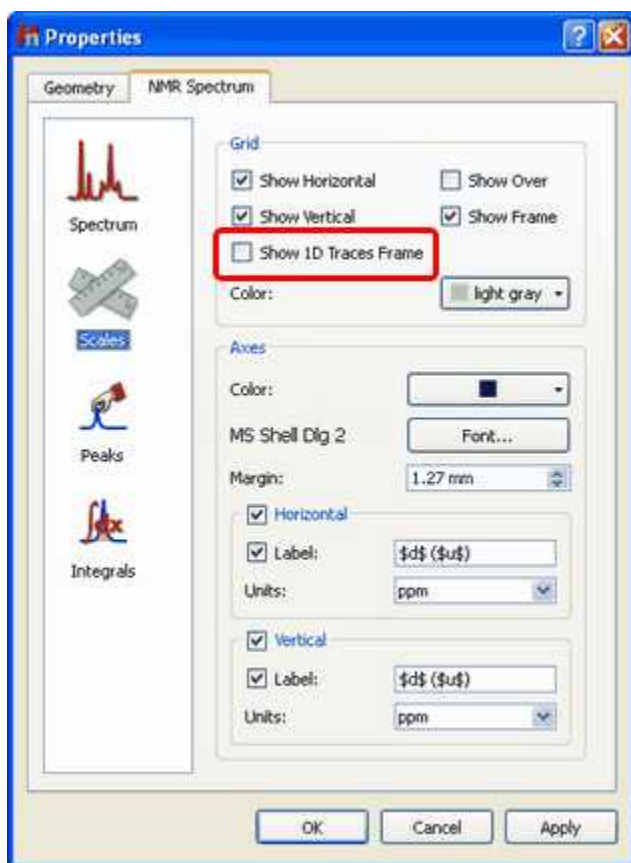 Properties
Geometry
NMR Spectrum
Spectrum
Scales
Peaks
Integrals
Grid
Show Horizontal
Show Over
Show Vertical
Show Frame
Show 1D Traces Frame
Color:
light gray
Axes
Color:
MS Shell Dlg 2
Font...
Margin:
1.27 mm
Horizontal
Label:
$d$ ($u$)
Units:
ppm
Vertical
Label:
$d$ ($u$)
Units:
ppm
OK
Cancel
Apply